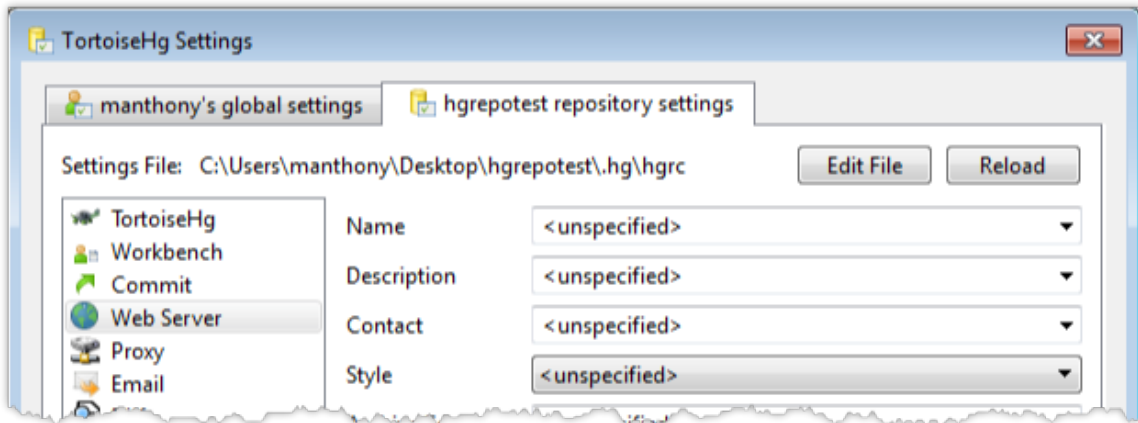 TortoiseHg Settings
manthony's global settings
hgrepotest repository settings
Settings File: C:\Users\manthony\Desktop\hgrepotest\.hg\hgrc
Edit File
Reload
TortoiseHg
Workbench
Commit
Web Server
Proxy
Email
Name <unspecified>
Description <unspecified>
Contact <unspecified>
Style <unspecified>